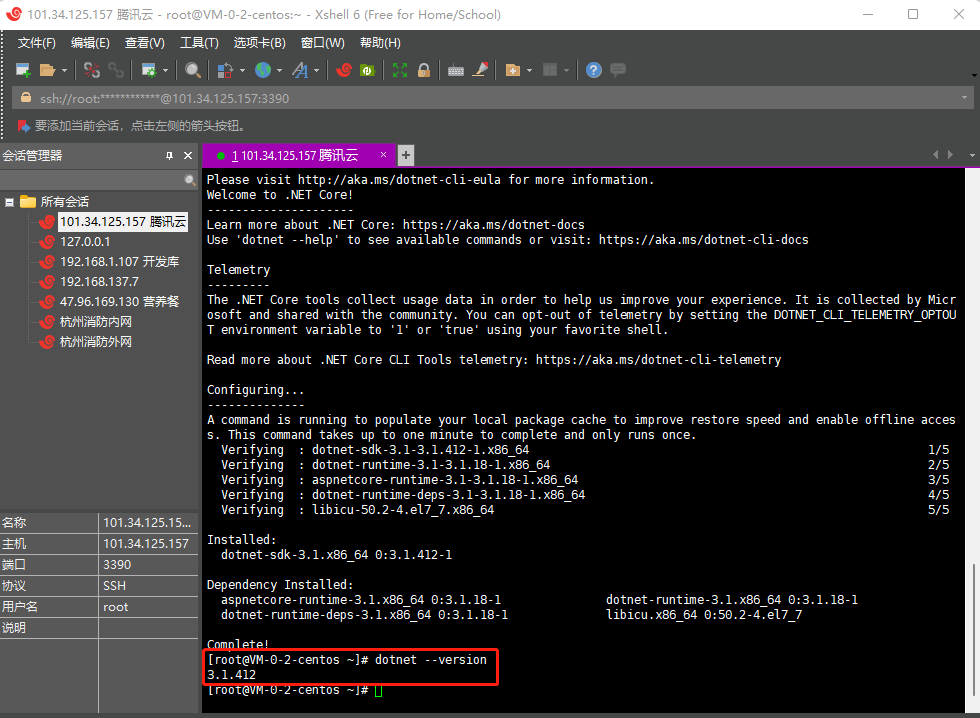 101.34.125.157 腾讯云 - root@VM-0-2-centos:~ - Xshell 6 (Free for Home/School)
文件(F) 编辑(E) 查看(V) 工具(T) 选项卡(B) 窗口(W) 帮助(H)
ssh://root:************@101.34.125.157:3390
要添加当前会话，点击左侧的箭头按钮。
会话管理器
所有会话
101.34.125.157 腾讯云
127.0.0.1
192.168.1.107 开发库
192.168.137.7
47.96.169.130 营养餐
杭州消防内网
杭州消防外网
名称 101.34.125.15...
主机 101.34.125.157
端口 3390
协议 SSH
用户名 root
说明
1 101.34.125.157 腾讯云
Please visit http://aka.ms/dotnet-cli-eula for more information.
Welcome to .NET Core!
---------------------
Learn more about .NET Core: https://aka.ms/dotnet-docs
Use 'dotnet --help' to see available commands or visit: https://aka.ms/dotnet-cli-docs
Telemetry
---------
The .NET Core tools collect usage data in order to help us improve your experience. It is collected by Micr
osoft and shared with the community. You can opt-out of telemetry by setting the DOTNET_CLI_TELEMETRY_OPTOU
T environment variable to '1' or 'true' using your favorite shell.
Read more about .NET Core CLI Tools telemetry: https://aka.ms/dotnet-cli-telemetry
Configuring...
--------------
A command is running to populate your local package cache to improve restore speed and enable offline acces
s. This command takes up to one minute to complete and only runs once.
Verifying : dotnet-sdk-3.1-3.1.412-1.x86_64 1/5
Verifying : dotnet-runtime-3.1-3.1.18-1.x86_64 2/5
Verifying : aspnetcore-runtime-3.1-3.1.18-1.x86_64 3/5
Verifying : dotnet-runtime-deps-3.1-3.1.18-1.x86_64 4/5
Verifying : libicu-50.2-4.el7_7.x86_64 5/5
Installed:
dotnet-sdk-3.1.x86_64 0:3.1.412-1
Dependency Installed:
aspnetcore-runtime-3.1.x86_64 0:3.1.18-1 dotnet-runtime-3.1.x86_64 0:3.1.18-1
dotnet-runtime-deps-3.1.x86_64 0:3.1.18-1 libicu.x86_64 0:50.2-4.el7_7
Complete!
[root@VM-0-2-centos ~]# dotnet --version
3.1.412
[root@VM-0-2-centos ~]#